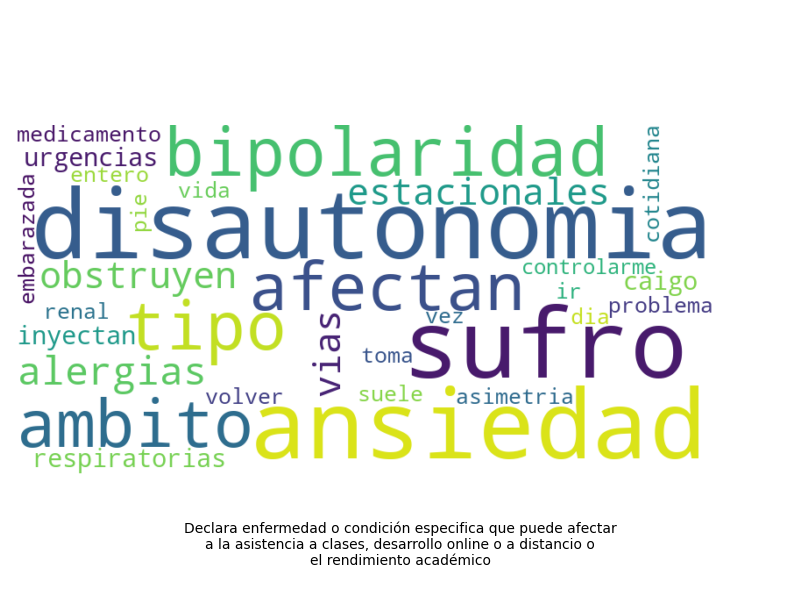 medicamento
bipolaridad
cotidiana
urgencias
entero
vida
estacionales
embarazada
pie
disautonomia
obstruyen
afectan
controlarme
caigo
ir
renal
tipo
vias
vez
dia
problema
inyectan
toma
sufro
alergias
volver
suele
asimetria
ambito
ansiedad
respiratorias
Declara enfermedad o condición especifica que puede afectar
a la asistencia a clases, desarrollo online o a distancio o
el rendimiento académico